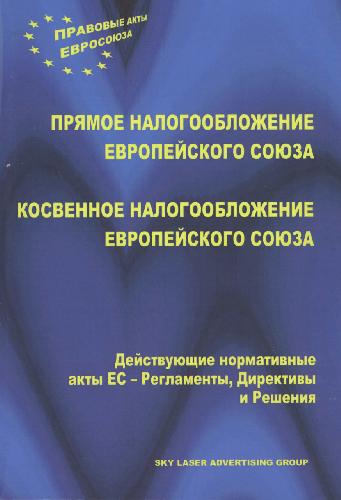 ПРАВОВЫЕ АКТЫ
ЕВРОСОЮЗА
ПРЯМОЕ НАЛОГООБЛОЖЕНИЕ
ЕВРОПЕЙСКОГО СОЮЗА
КОСВЕННОЕ НАЛОГООБЛОЖЕНИЕ
ЕВРОПЕЙСКОГО СОЮЗА
Действующие нормативные
акты ЕС – Регламенты, Директивы
и Решения
SKY LASER ADVERTISING GROUP